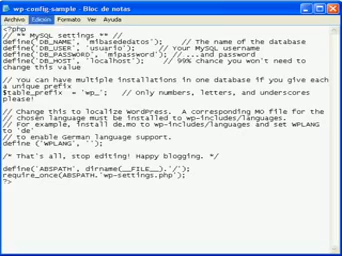 wp-config-sample - Bloc de notas
Archivo Edición Formato Ver Ayuda
<?php
// ** MySQL settings ** //
define('DB_NAME', 'mibasededatos');    // The name of the database
define('DB_USER', 'usuario');     // Your MySQL username
define('DB_PASSWORD', 'mipassword'); // ...and password
define('DB_HOST', 'localhost');    // 99% chance you won't need to
change this value
// You can have multiple installations in one database if you give each
a unique prefix
$table_prefix  = 'wp_';   // Only numbers, letters, and underscores
please!
// Change this to localize WordPress.  A corresponding MO file for the
// chosen language must be installed to wp-includes/languages.
// For example, install de.mo to wp-includes/languages and set WPLANG
to 'de'
// to enable German language support.
define ('WPLANG', '');
/* That's all, stop editing! Happy blogging. */
define('ABSPATH', dirname(__FILE__).'/');
require_once(ABSPATH.'wp-settings.php');
?>